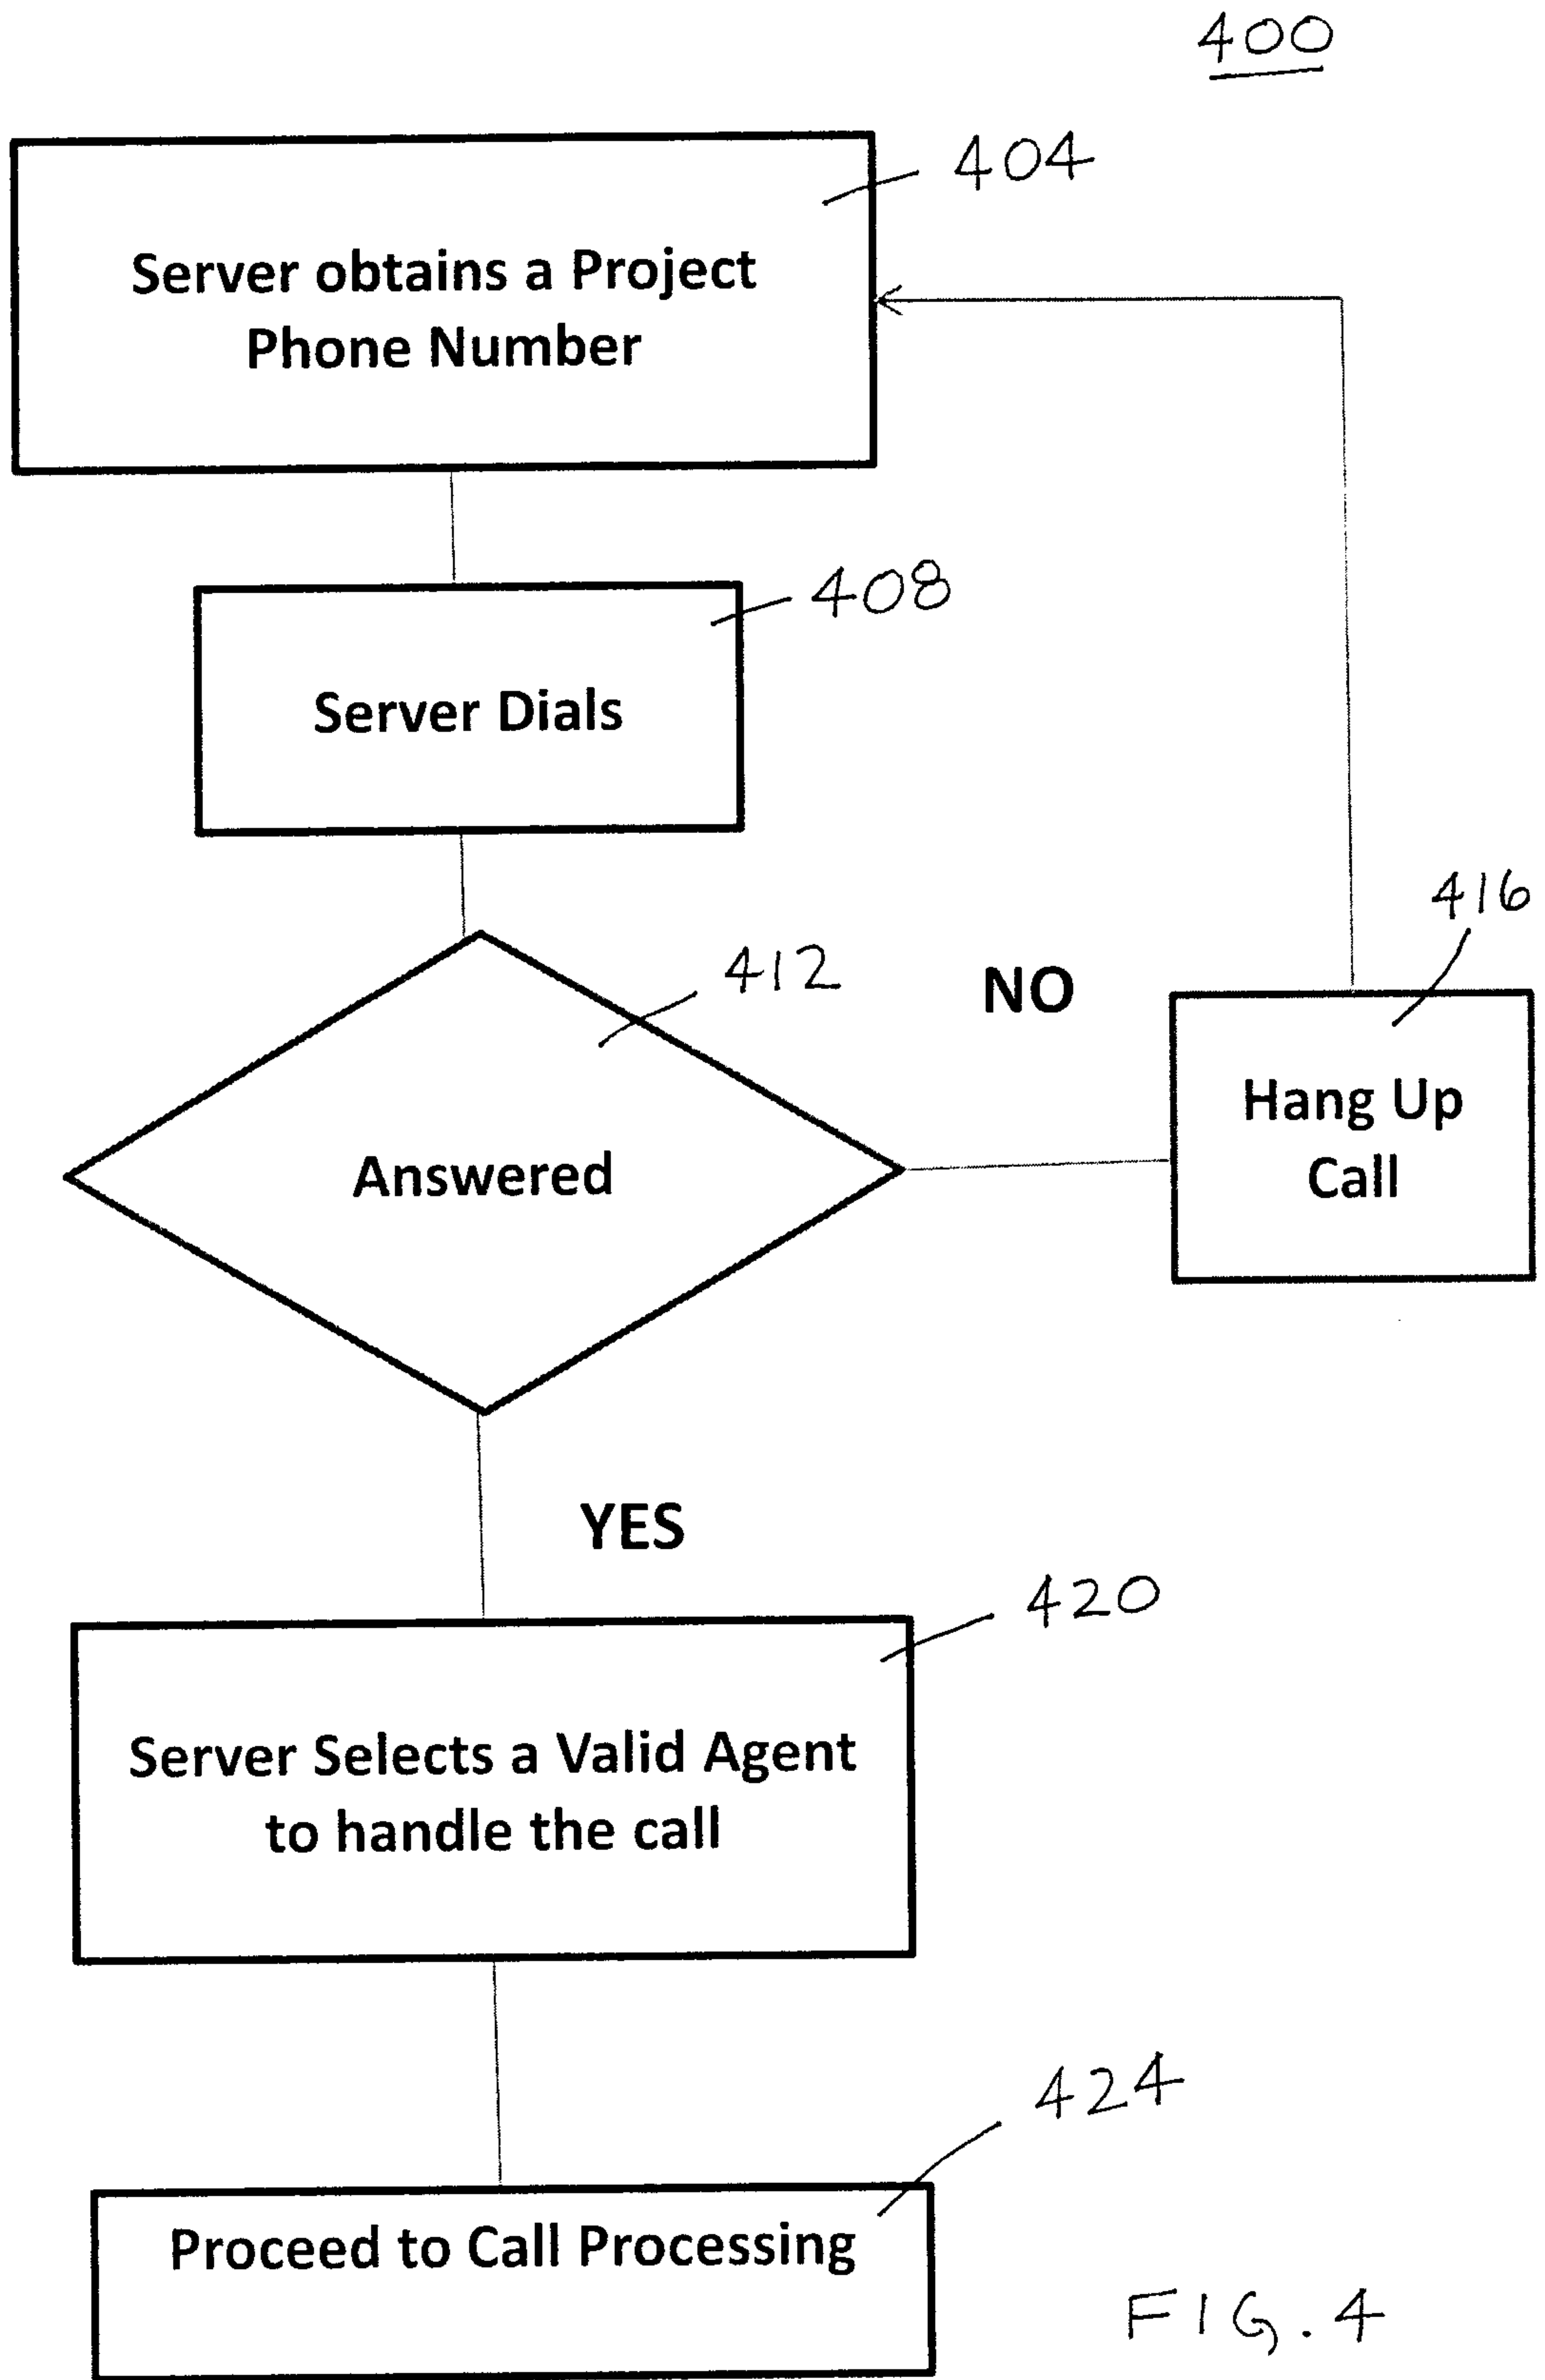 400
404
Server obtains a Project
Phone Number
408
Server Dials
416
412
NO
Hang Up
Call
Answered
YES
420
Server Selects a Valid Agent
to handle the call
424
Proceed to Call Processing
FIG. 4